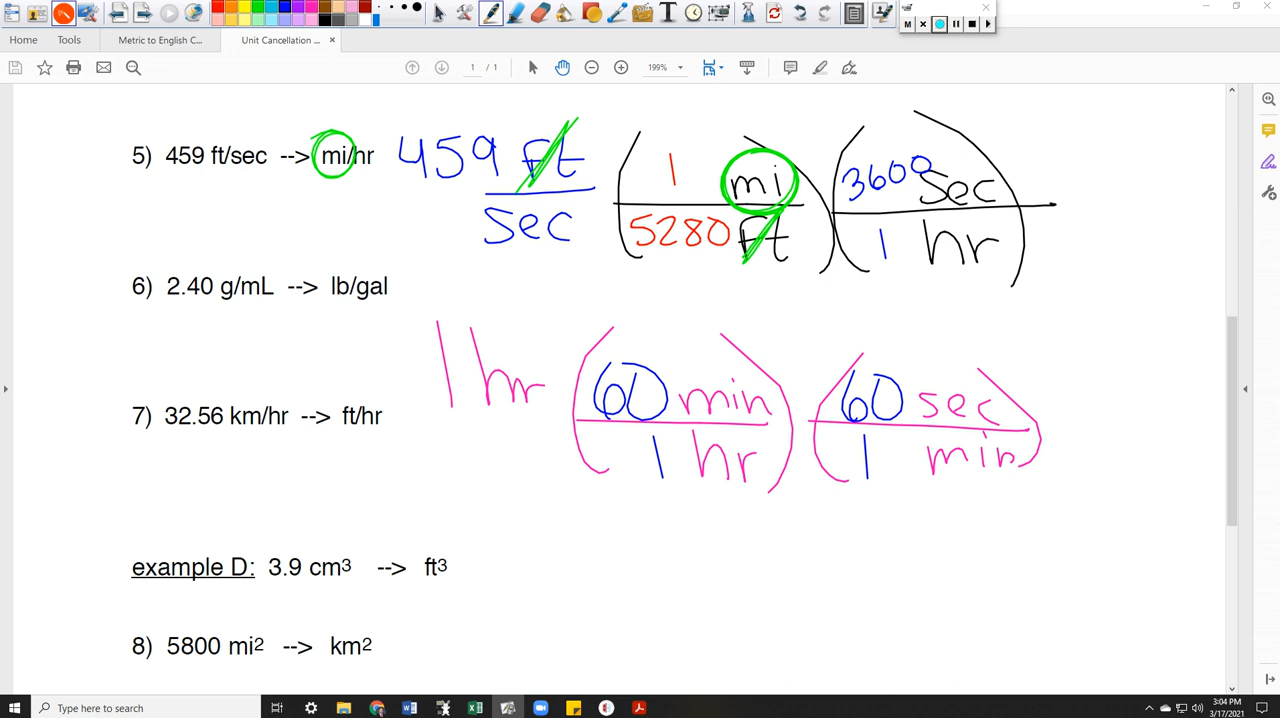 M
Home Tools Metric to English C... Unit Cancellation ... ×
1 / 1 199%
5) 459 ft/sec --> mi/hr 459 ft 1 mi 3600 sec
sec 5280 ft 1 hr
6) 2.40 g/mL --> lb/gal
1 hr 60 min 60 sec
1 hr 1 min
7) 32.56 km/hr --> ft/hr
example D: 3.9 cm3 --> ft3
8) 5800 mi2 --> km2
Type here to search
3:04 PM
3/17/2021